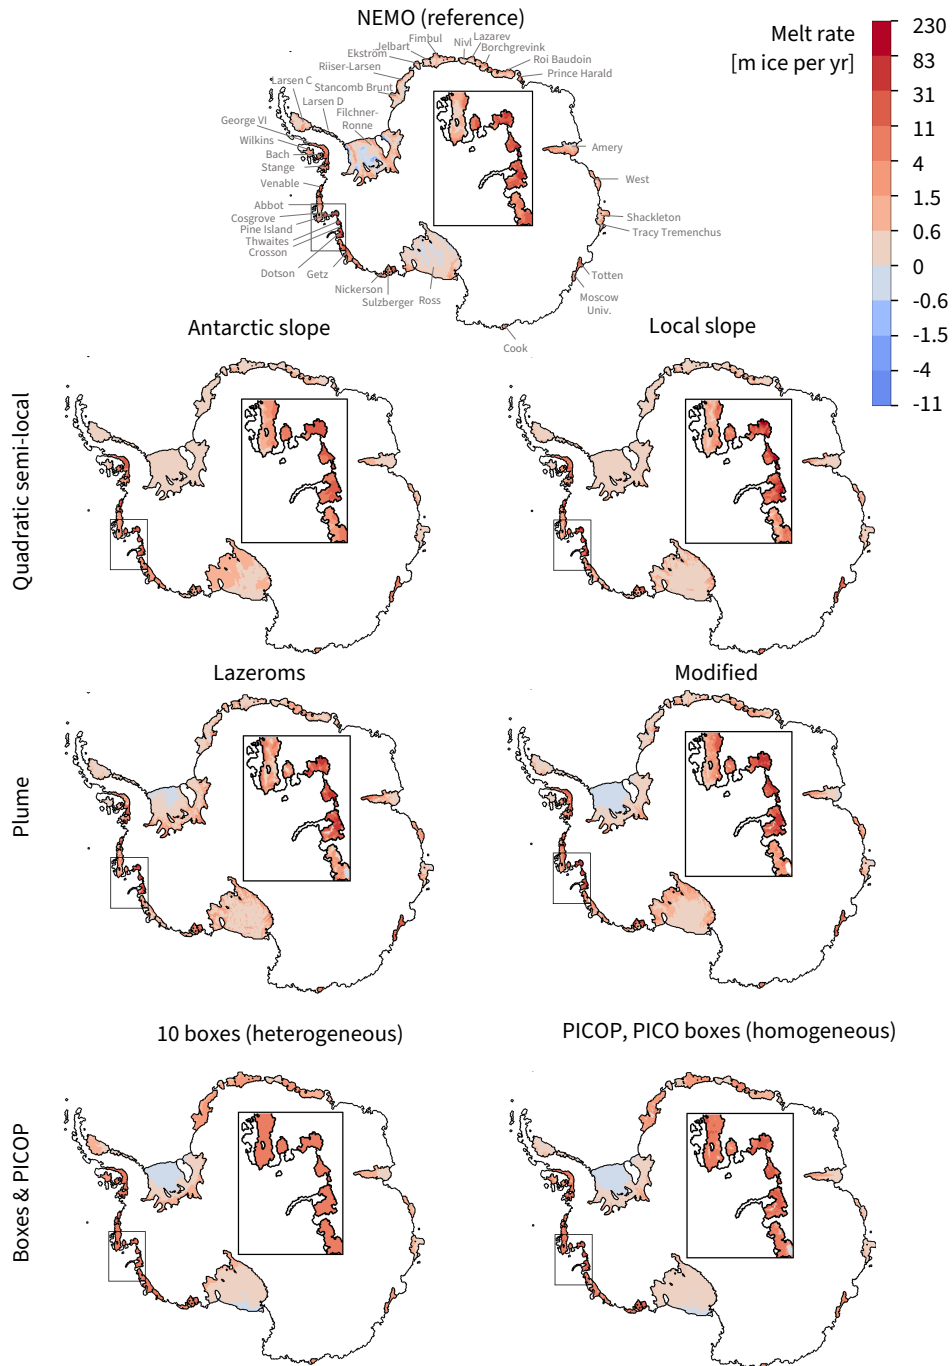 NEMO (reference)
Melt rate
[m ice per yr]
230
83
31
11
4
1.5
0.6
0
-0.6
-1.5
-4
-11
Fimbul
Lazarev
Nivl
Jelbart
Borchgrevink
Ekstrom
Roi Baudoin
Riiser-Larsen
Prince Harald
Larsen C
Stancomb Brunt
Larsen D
Filchner-
Ronne
George VI
Wilkins
Amery
Bach
Stange
West
Venable
Abbot
Cosgrove
Shackleton
Pine Island
Tracy Tremenchus
Thwaites
Crosson
Dotson
Getz
Totten
Nickerson
Sulzberger
Ross
Moscow
Univ.
Cook
Antarctic slope
Local slope
Quadratic semi-local
Lazeroms
Modified
Plume
10 boxes (heterogeneous)
PICOP, PICO boxes (homogeneous)
Boxes & PICOP